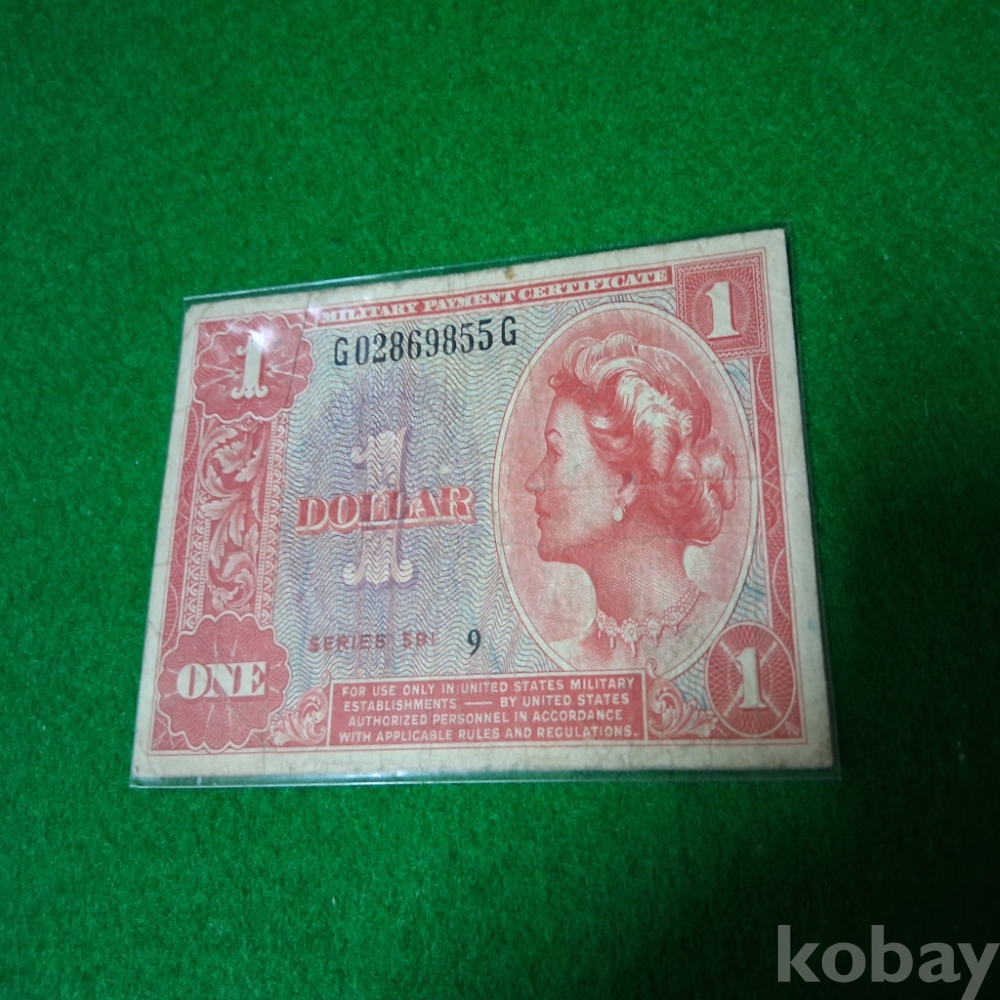 MILITARY PAYMENT CERTIFICATE
1
1
G02869855G
1
DOLLAR
SERIES 591 9
ONE
1
FOR USE ONLY IN UNITED STATES MILITARY
ESTABLISHMENTS — BY UNITED STATES
AUTHORIZED PERSONNEL IN ACCORDANCE
WITH APPLICABLE RULES AND REGULATIONS.
kobay